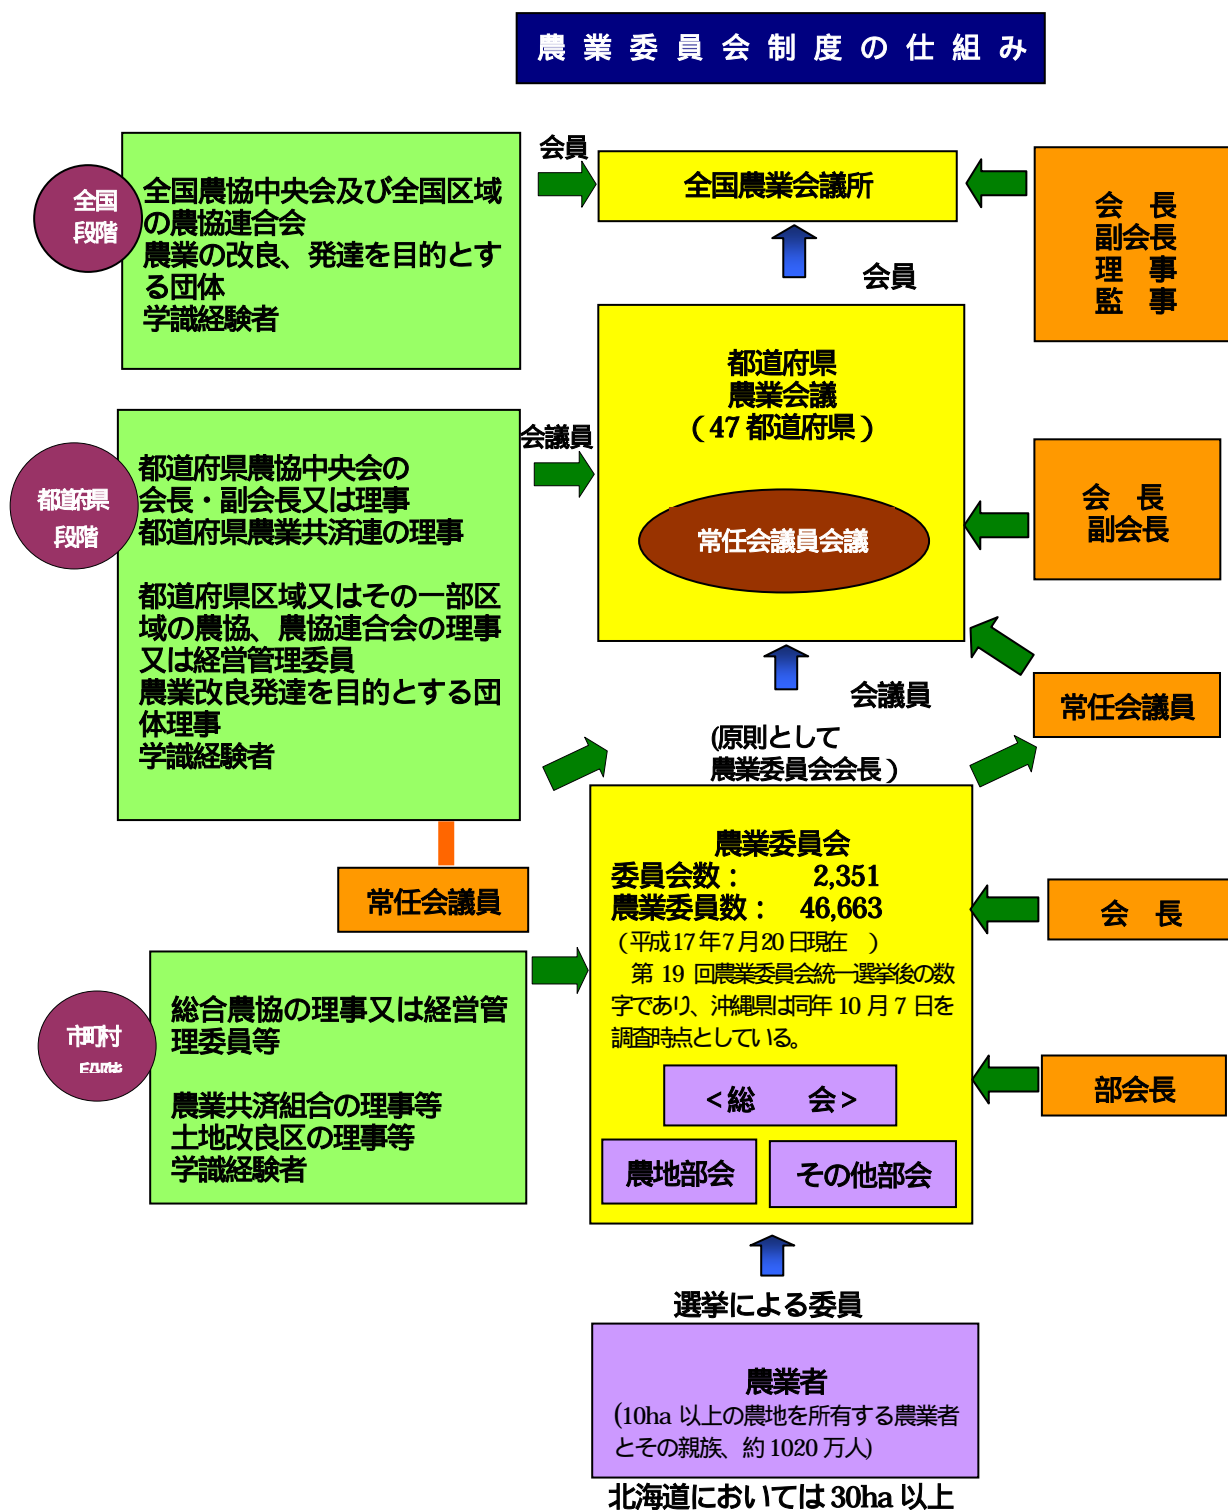 農業委員会制度の仕組み
全国
段階
全国農協中央会及び全国区域
の農協連合会
農業の改良、発達を目的とす
る団体
学識経験者
会員
全国農業会議所
会　長
副会長
理　事
監　事
会員
都道府県
農業会議
（47 都道府県）
常任会議員会議
都道府県
段階
都道府県農協中央会の
会長・副会長又は理事
都道府県農業共済連の理事
都道府県区域又はその一部区
域の農協、農協連合会の理事
又は経営管理委員
農業改良発達を目的とする団
体理事
学識経験者
会議員
会　長
副会長
常任会議員
会議員
(原則として
農業委員会会長）
常任会議員
農業委員会
委員会数：　　2,351
農業委員数：　46,663
（平成17年7月20日現在　）
第 19 回農業委員会統一選挙後の数
字であり、沖縄県は同年 10 月 7 日を
調査時点としている。
＜総　　会＞
農地部会
その他部会
会　長
部会長
市町村
段階
総合農協の理事又は経営管
理委員等
農業共済組合の理事等
土地改良区の理事等
学識経験者
選挙による委員
農業者
(10ha 以上の農地を所有する農業者
とその親族、約 1020 万人)
北海道においては 30ha 以上